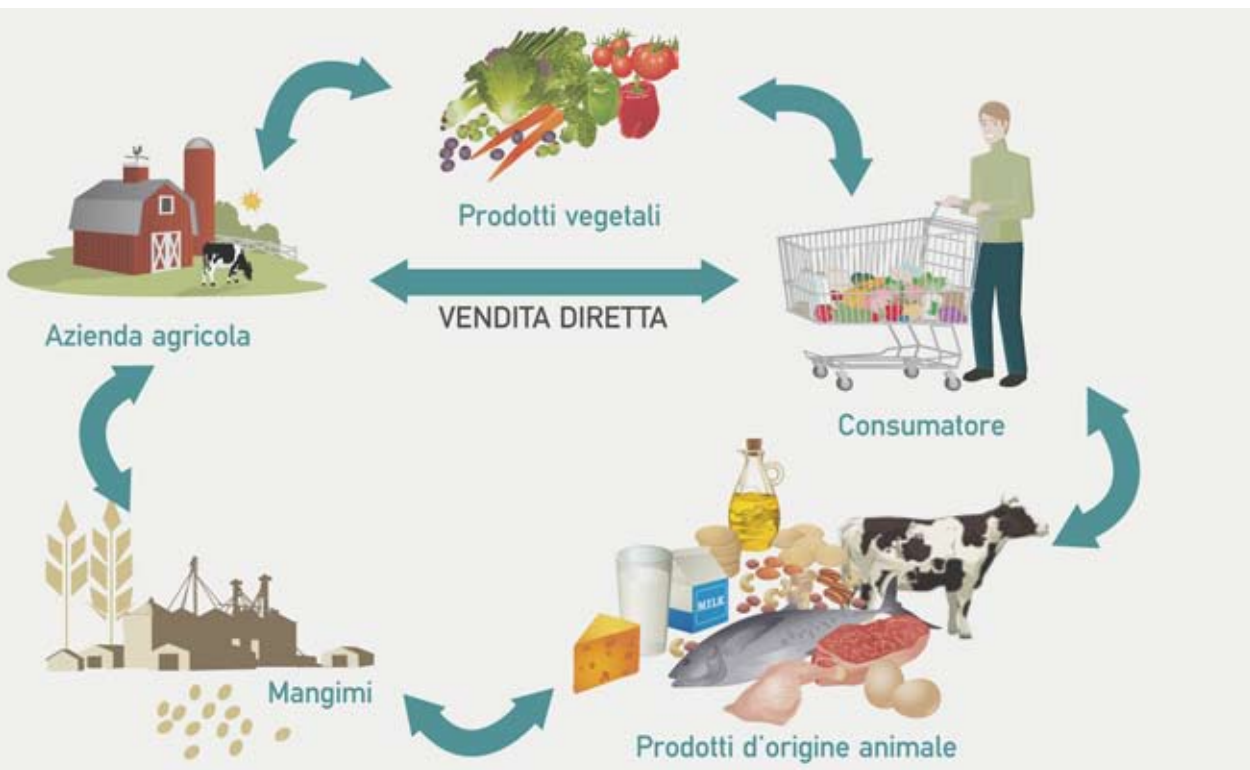 Prodotti vegetali
VENDITA DIRETTA
Azienda agricola
Consumatore
MILK
Mangimi
Prodotti d'origine animale